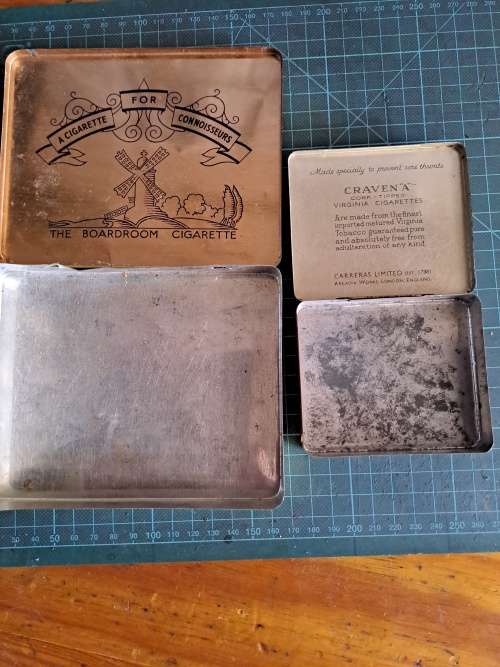 A CIGARETTE
FOR
CONNOISSEURS
THE BOARDROOM CIGARETTE
Made specially to prevent sore throats
CRAVEN "A"
CORK-TIPPED
VIRGINIA CIGARETTES
Are made from the finest
imported matured Virginia
Tobacco guaranteed pure
and absolutely free from
adulteration of any kind.
CARRERAS LIMITED (EST. 1788)
ARCADIA WORKS, LONDON, ENGLAND.